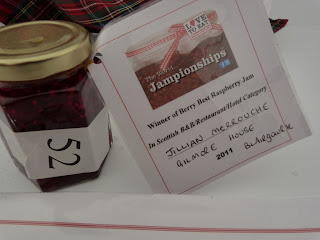 LOVE
TO EAT
The World
Jampionships
Winner of Berry Best Raspberry Jam
In Scottish B&B/Restaurant/Hotel Category
JILLIAN MERROUCHE
GILMORE HOUSE
2011 BLAIRGOWRIE
52